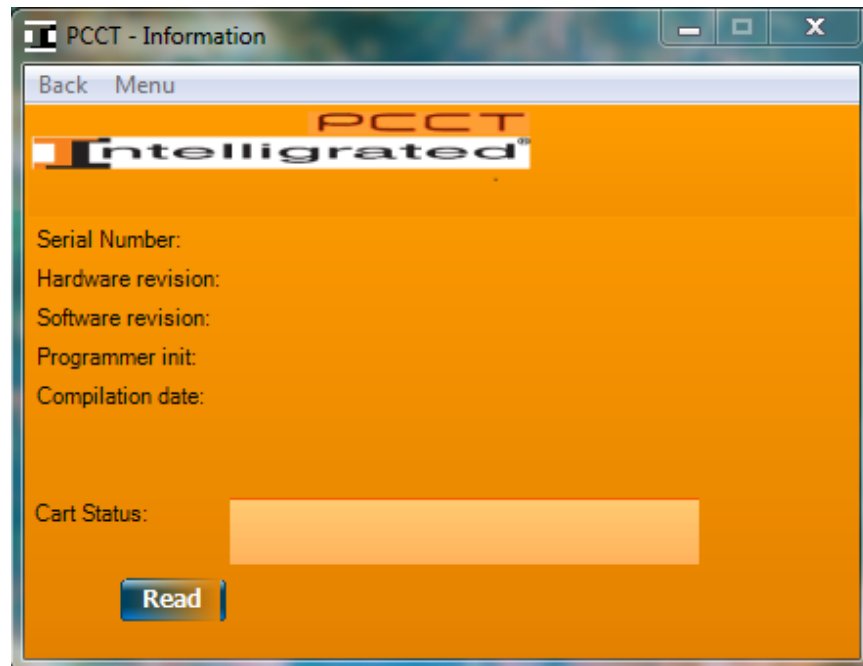 PCCT - Information
X
Back Menu
PCCT
Intelligrated®
Serial Number:
Hardware revision:
Software revision:
Programmer init:
Compilation date:
Cart Status:
Read